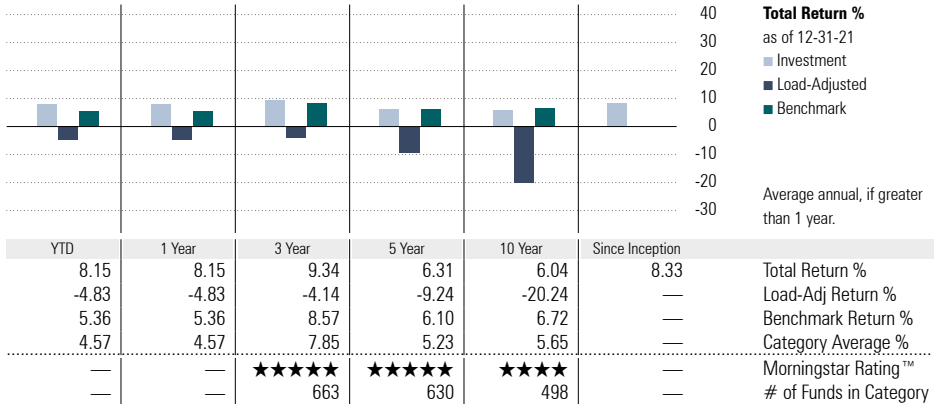 40
30
20
10
0
-10
-20
-30
Total Return %
as of 12-31-21
Investment
Load-Adjusted
Benchmark
Average annual, if greater
than 1 year.
YTD 1 Year 3 Year 5 Year 10 Year Since Inception
8.15 8.15 9.34 6.31 6.04 8.33 Total Return %
-4.83 -4.83 -4.14 -9.24 -20.24 — Load-Adj Return %
5.36 5.36 8.57 6.10 6.72 — Benchmark Return %
4.57 4.57 7.85 5.23 5.65 — Category Average %
— — ★★★★★ ★★★★★ ★★★★ — Morningstar Rating™
— — 663 630 498 — # of Funds in Category